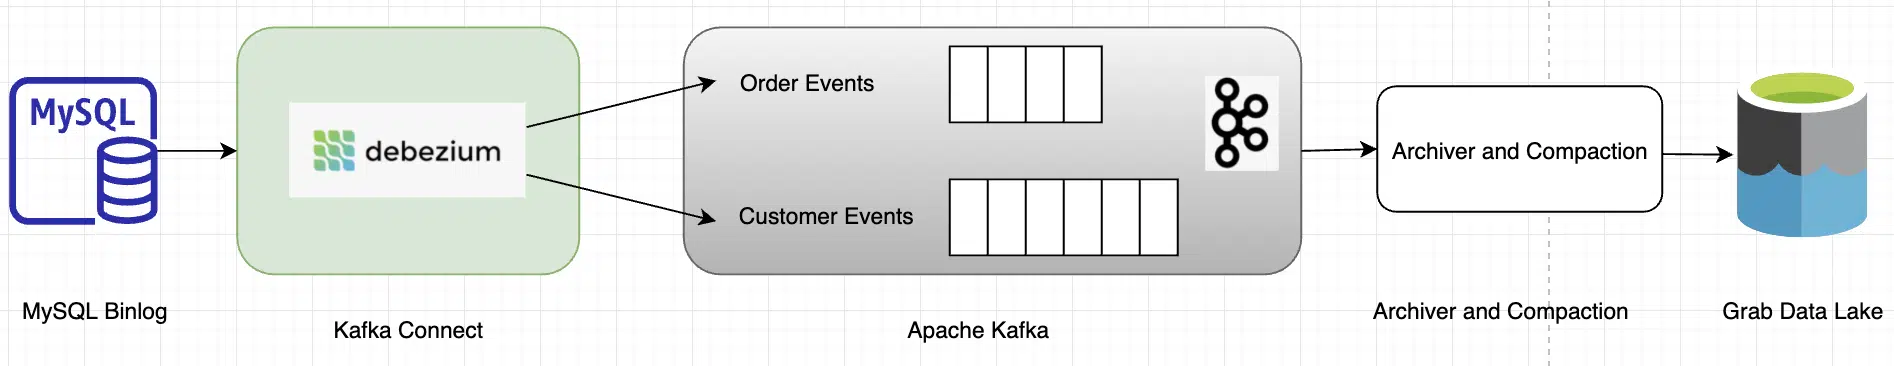 MySQL
debezium
Order Events
Customer Events
Archiver and Compaction
MySQL Binlog
Kafka Connect
Apache Kafka
Archiver and Compaction
Grab Data Lake